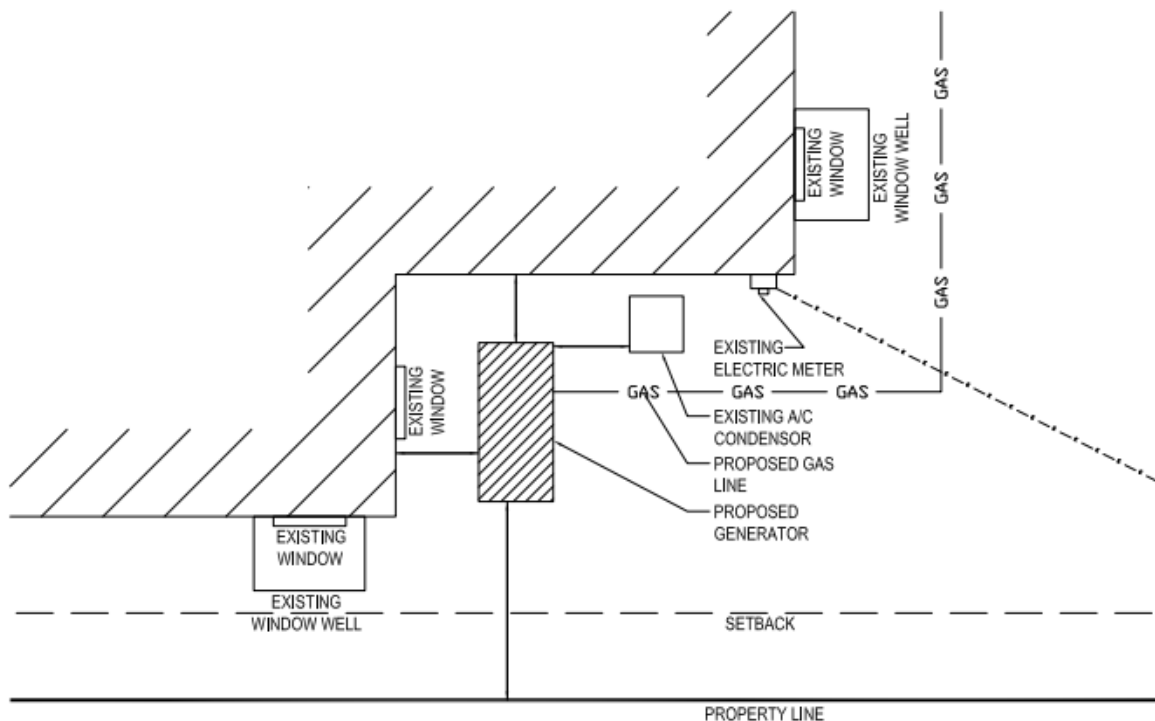 GAS
EXISTING
WINDOW
EXISTING
WINDOW WELL
GAS
GAS
EXISTING
ELECTRIC METER
EXISTING
WINDOW
GAS
GAS
GAS
EXISTING A/C
CONDENSOR
PROPOSED GAS
LINE
PROPOSED
GENERATOR
EXISTING
WINDOW
EXISTING
WINDOW WELL
SETBACK
PROPERTY LINE